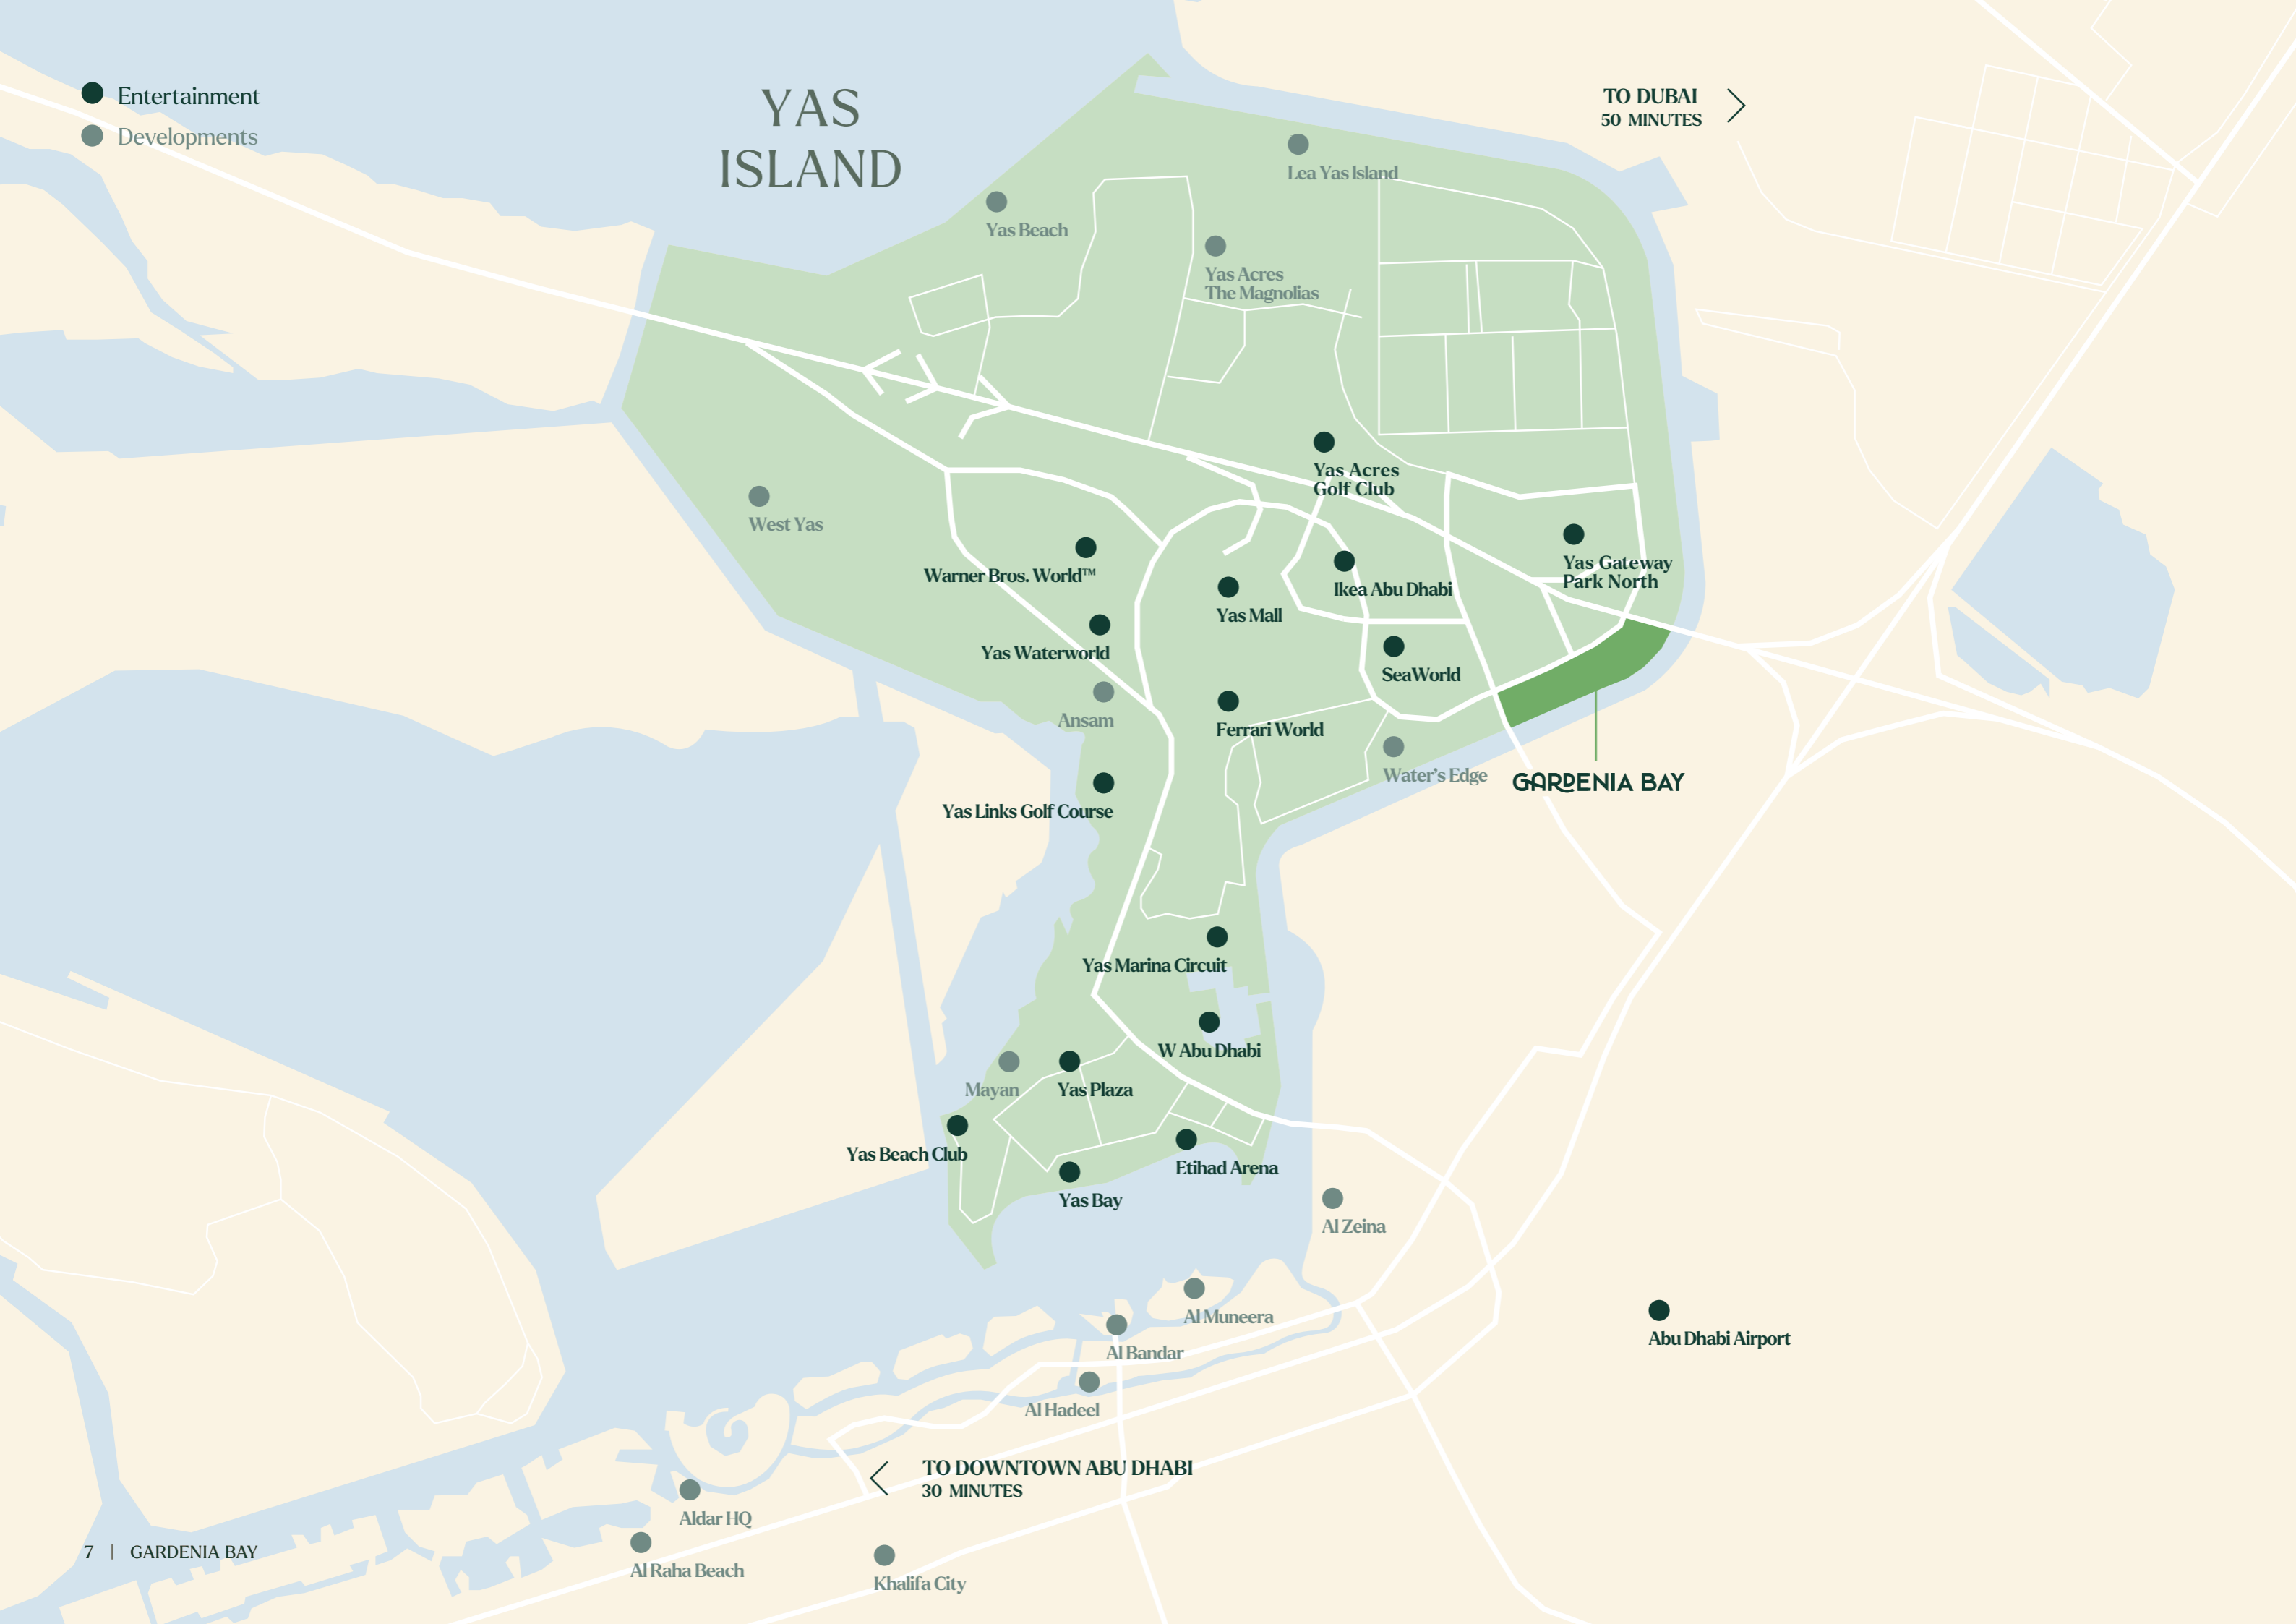 Entertainment
Developments
YAS
ISLAND
TO DUBAI
50 MINUTES
Lea Yas Island
Yas Beach
Yas Acres
The Magnolias
Yas Acres
Golf Club
West Yas
Warner Bros. World™
Yas Gateway
Park North
Ikea Abu Dhabi
Yas Mall
Yas Waterworld
SeaWorld
Ansam
Ferrari World
Water's Edge
GARDENIA BAY
Yas Links Golf Course
Yas Marina Circuit
W Abu Dhabi
Mayan
Yas Plaza
Yas Beach Club
Etihad Arena
Yas Bay
Al Zeina
Al Muneera
Abu Dhabi Airport
Al Bandar
Al Hadeel
TO DOWNTOWN ABU DHABI
30 MINUTES
Aldar HQ
Al Raha Beach
Khalifa City
7 | GARDENIA BAY